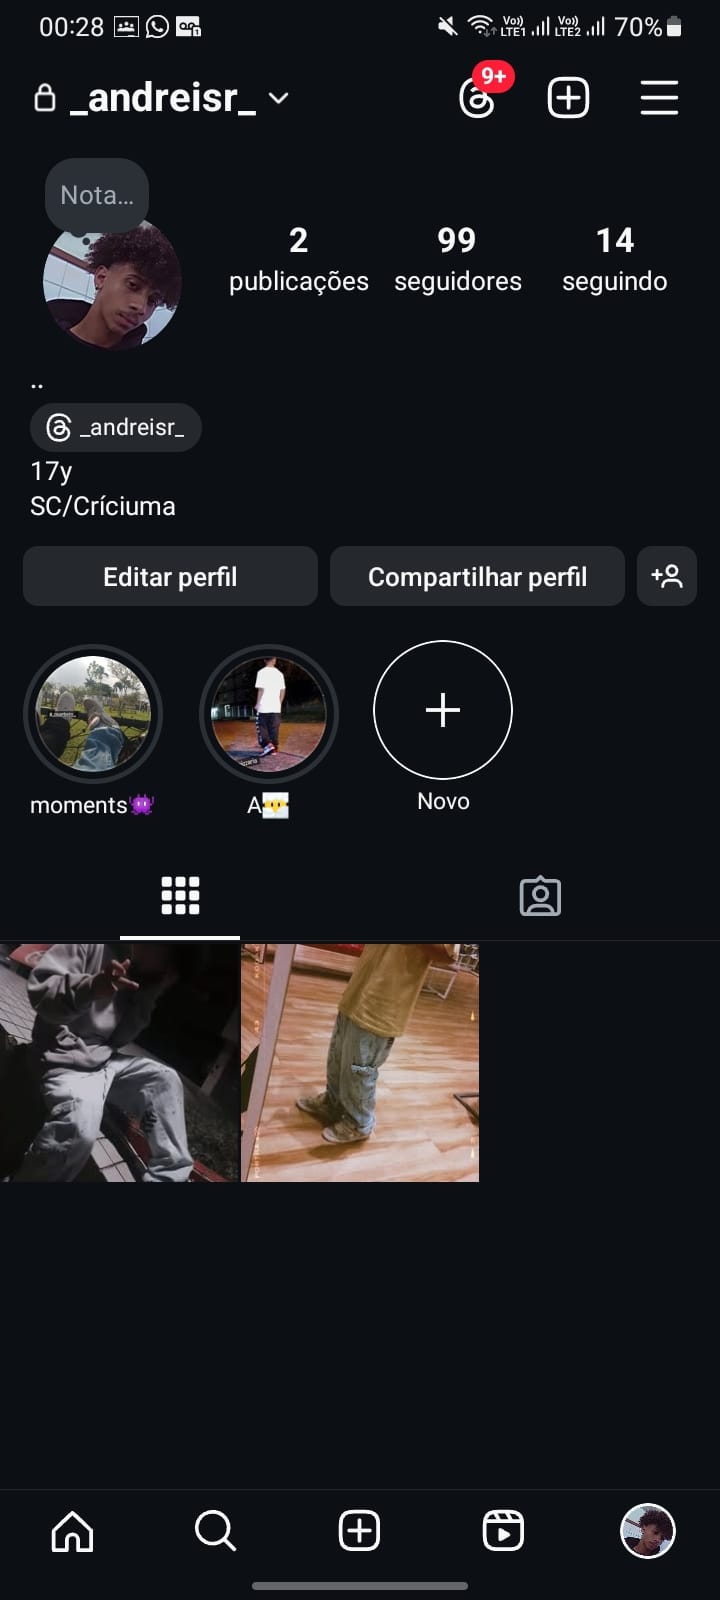 00:28
Vo)) LTE1 Vo)) LTE2 70%
_andreisr_
9+
Nota...
2 99 14
publicações seguidores seguindo
..
_andreisr_
17y
SC/Críciuma
Editar perfil Compartilhar perfil
moments👾 A Novo